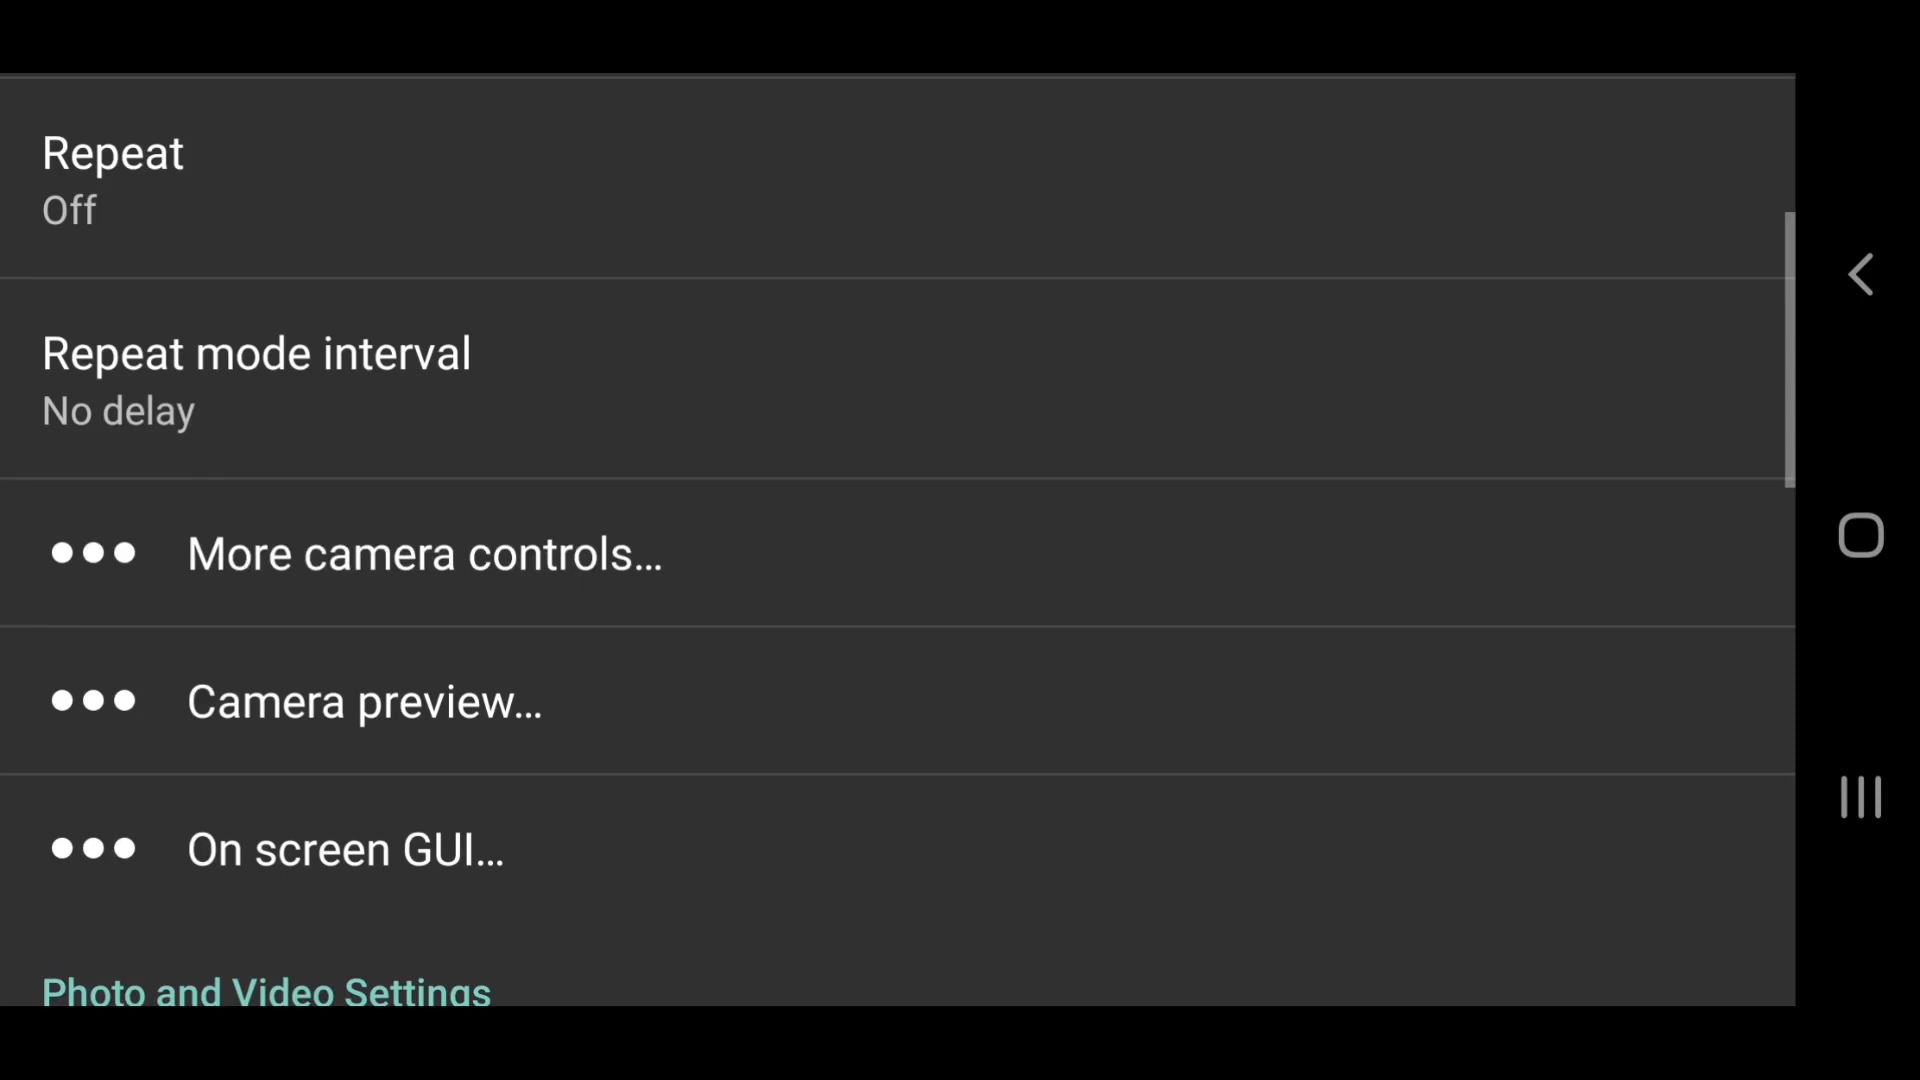 Repeat
Off
Repeat mode interval
No delay
More camera controls...
Camera preview...
On screen GUI...
Photo and Video Settings